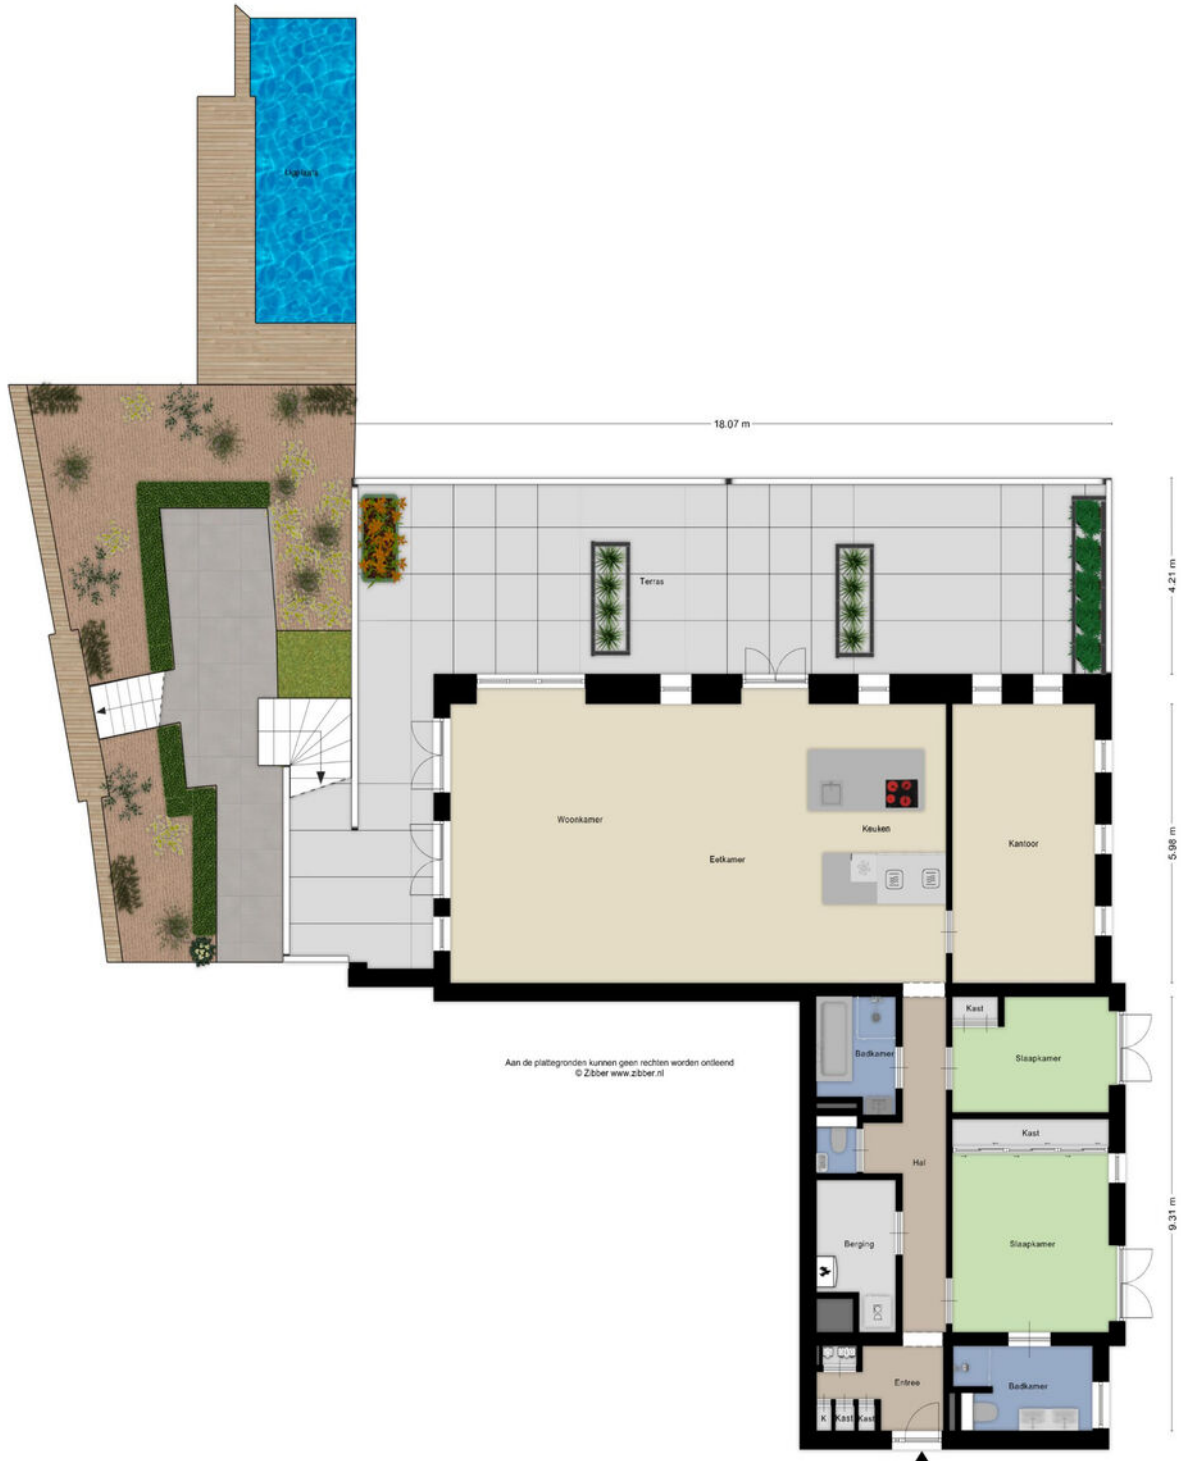 18.07 m
4.21 m
Terras
Woonkamer
Keuken
Eetkamer
Kantoor
5.98 m
Kast
Badkamer
Slaapkamer
Aan de plattegronden kunnen geen rechten worden ontleend
© Zibber www.zibber.nl
Kast
Hal
9.31 m
Berging
Slaapkamer
Entree
Badkamer
K
Kast
Kast